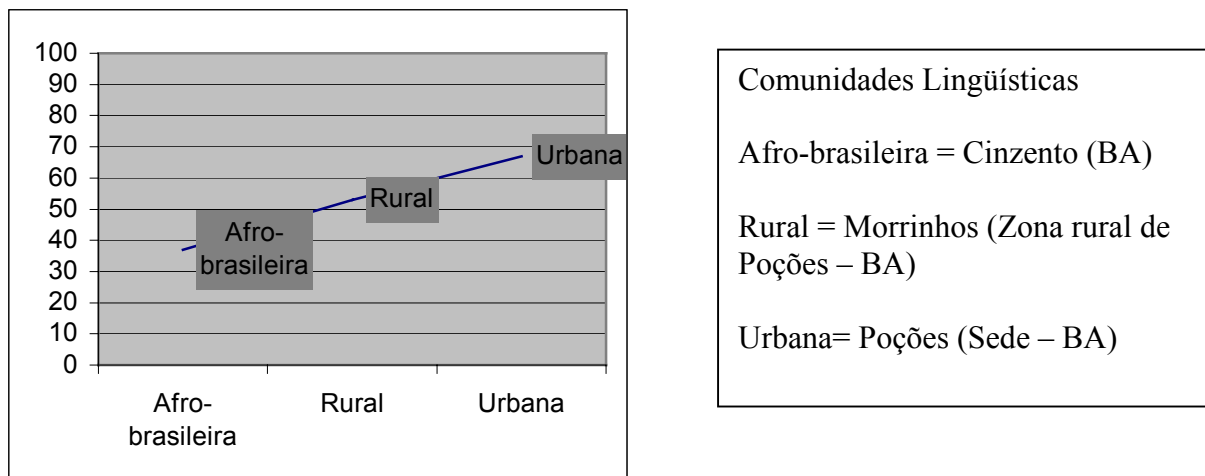 100
90
80
70
60
50
40
30
20
10
0
Urbana
Rural
Afro-
brasileira
Afro-
brasileira
Rural
Urbana
Comunidades Lingüísticas
Afro-brasileira = Cinzento (BA)
Rural = Morrinhos (Zona rural de
Poções – BA)
Urbana= Poções (Sede – BA)